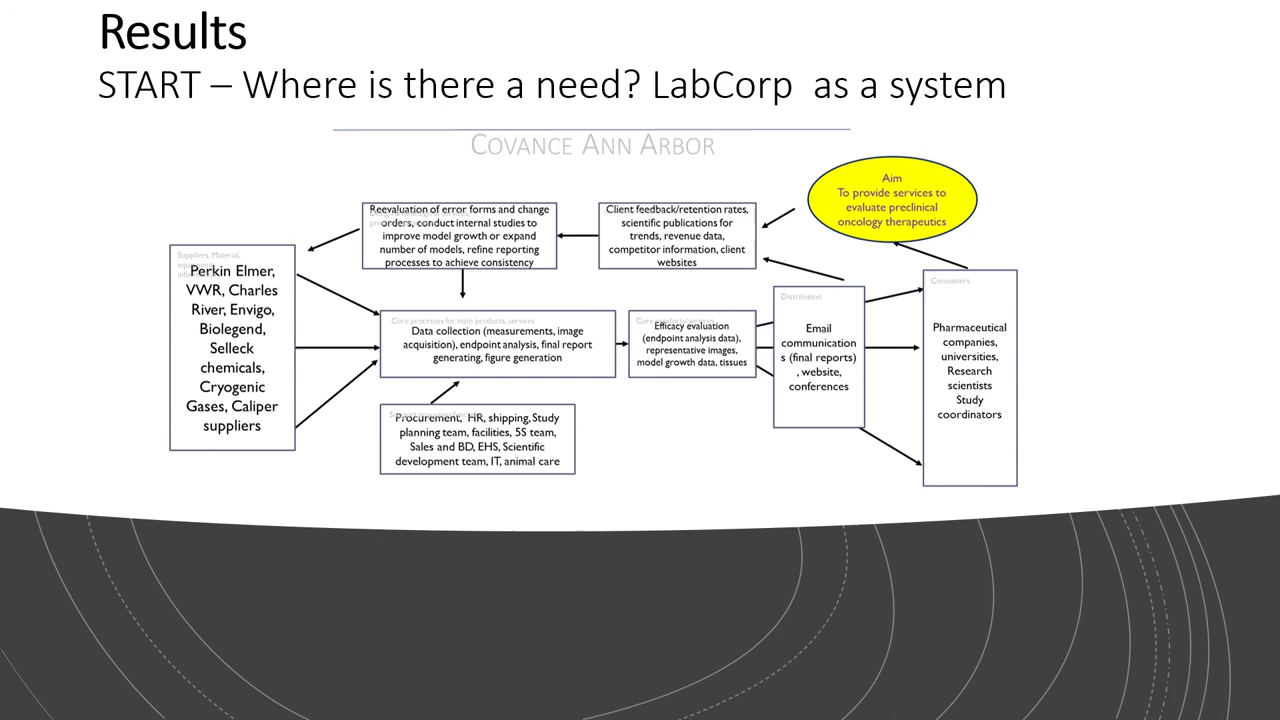 Results
START – Where is there a need? LabCorp as a system
COVANCE ANN ARBOR
Aim
To provide services to
evaluate preclinical
oncology therapeutics
Reevaluation of error forms and change
orders, conduct internal studies to
improve model growth or expand
number of models, refine reporting
processes to achieve consistency
Client feedback/retention rates,
scientific publications for
trends, revenue data,
competitor information, client
websites
Suppliers, Material,
Perkin Elmer,
VWR, Charles
River, Envigo,
Biolegend,
Selleck
chemicals,
Cryogenic
Gases, Caliper
suppliers
Core processes for main products, services
Data collection (measurements, image
acquisition), endpoint analysis, final report
generating, figure generation
Efficacy evaluation
(endpoint analysis data),
representative images,
model growth data, tissues
Distribution
Email
communication
s (final reports)
, website,
conferences
Consumers
Pharmaceutical
companies,
universities,
Research
scientists
Study
coordinators
Procurement, HR, shipping, Study
planning team, facilities, 5S team,
Sales and BD, EHS, Scientific
development team, IT, animal care